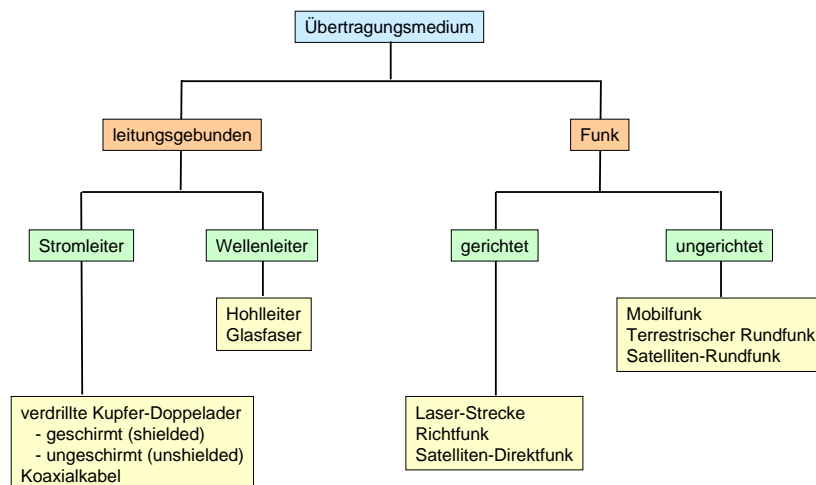 Übertragungsmedium
leitungsgebunden
Funk
Stromleiter
Wellenleiter
gerichtet
ungerichtet
Hohlleiter
Glasfaser
Mobilfunk
Terrestrischer Rundfunk
Satelliten-Rundfunk
verdrillte Kupfer-Doppelader
- geschirmt (shielded)
- ungeschirmt (unshielded)
Koaxialkabel
Laser-Strecke
Richtfunk
Satelliten-Direktfunk